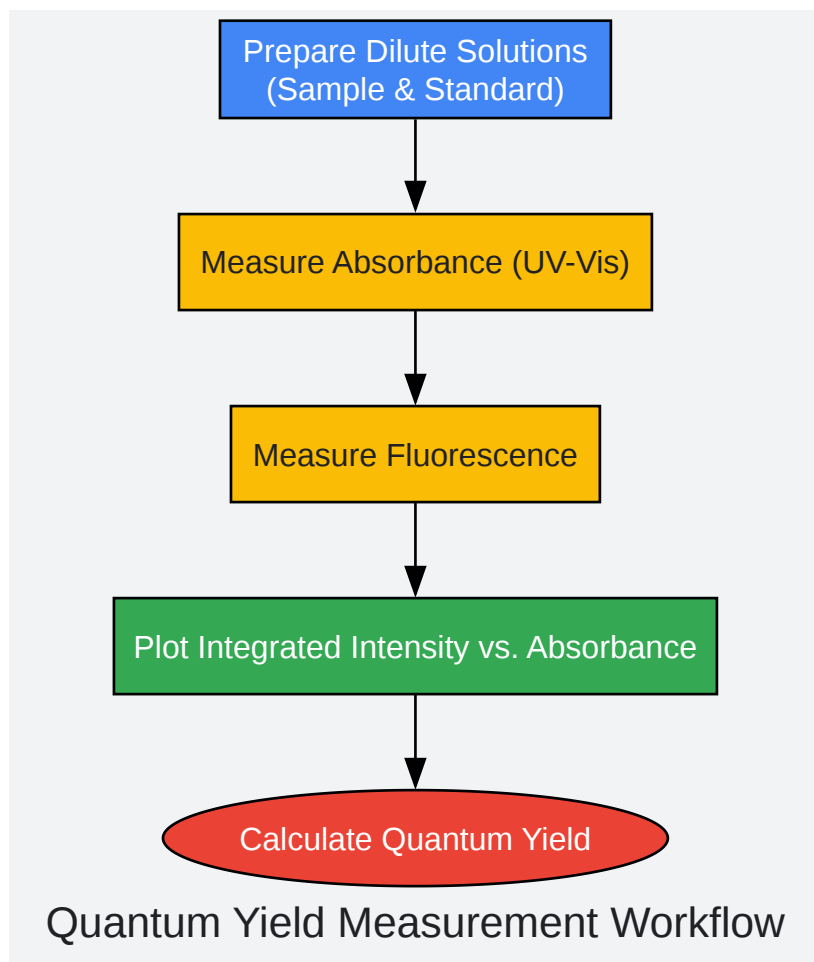 Prepare Dilute Solutions
(Sample & Standard)
Measure Absorbance (UV-Vis)
Measure Fluorescence
Plot Integrated Intensity vs. Absorbance
Calculate Quantum Yield
Quantum Yield Measurement Workflow